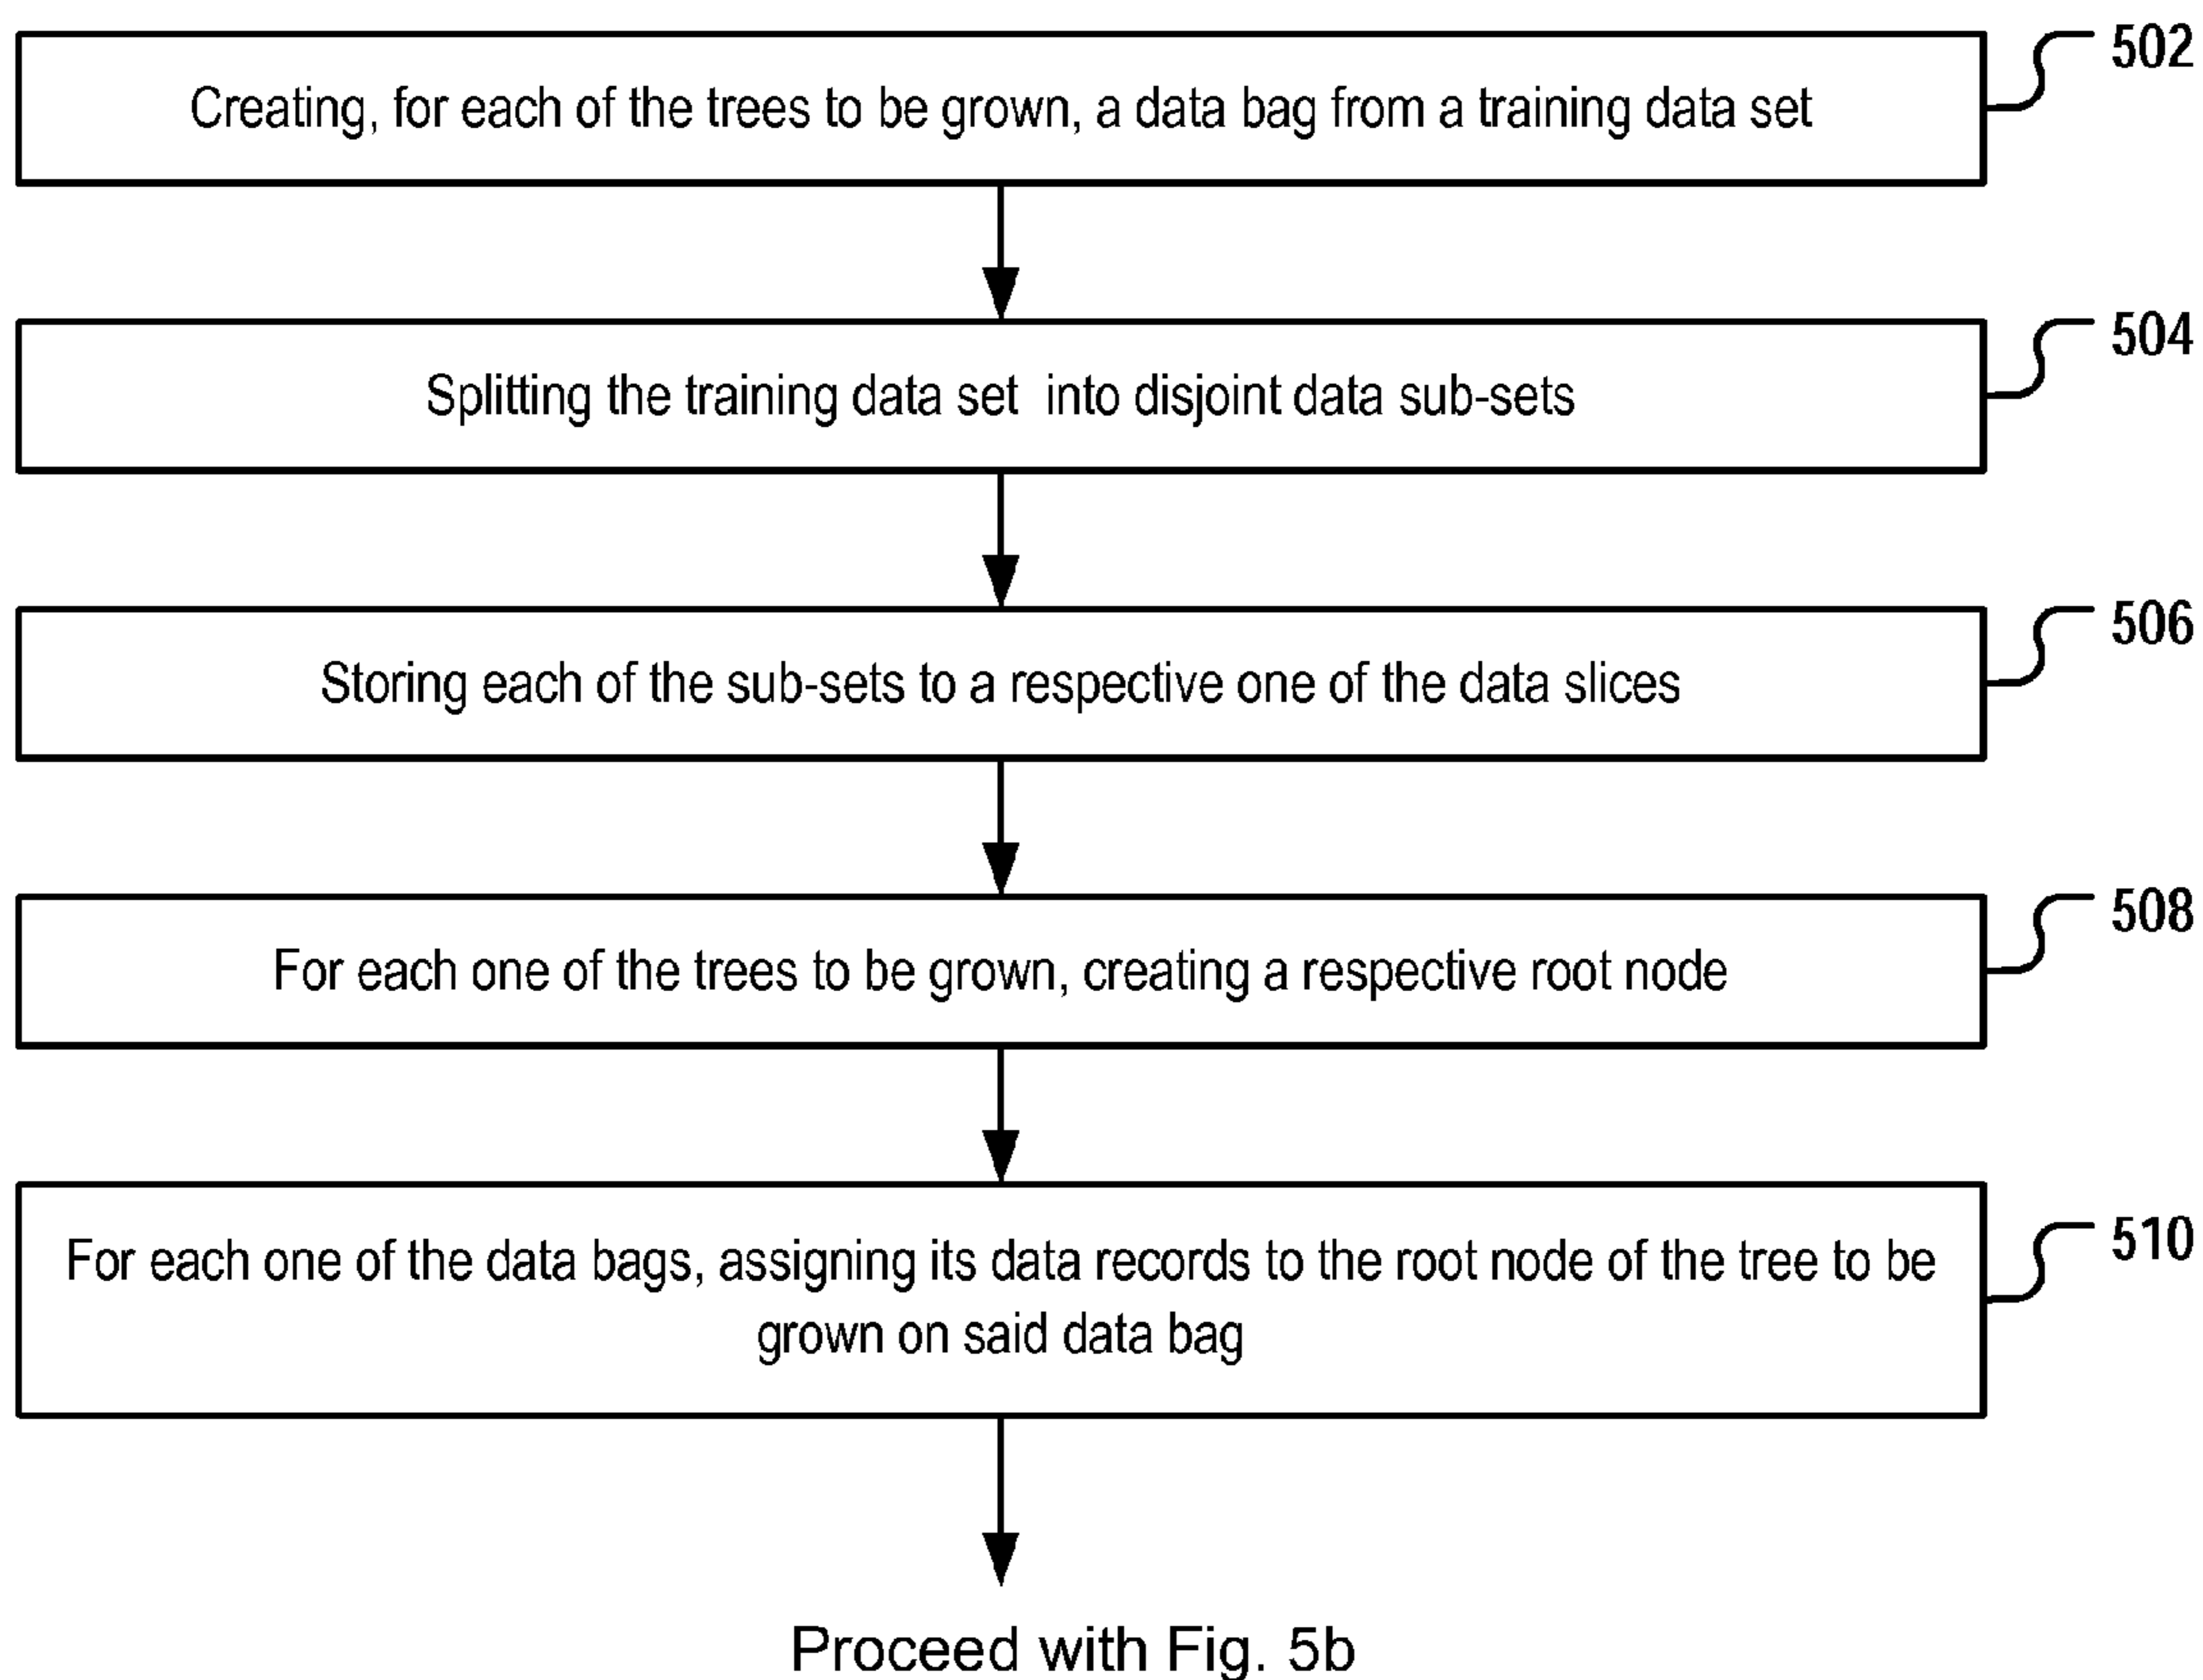 502
Creating, for each of the trees to be grown, a data bag from a training data set
504
Splitting the training data set into disjoint data sub-sets
506
Storing each of the sub-sets to a respective one of the data slices
508
For each one of the trees to be grown, creating a respective root node
510
For each one of the data bags, assigning its data records to the root node of the tree to be
grown on said data bag
Proceed with Fig. 5b